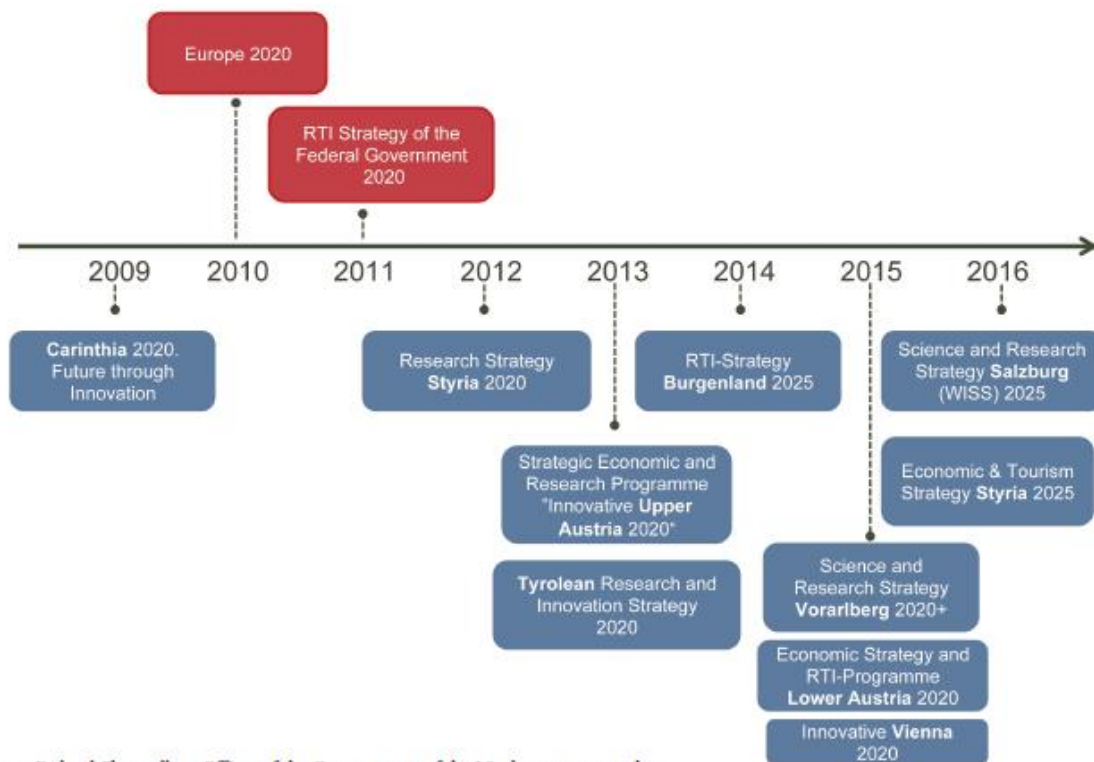 Europe 2020
RTI Strategy of the
Federal Government
2020
2009
2010
2011
2012
2013
2014
2015
2016
Carinthia 2020.
Future through
Innovation
Research Strategy
Styria 2020
RTI-Strategy
Burgenland 2025
Science and Research
Strategy Salzburg
(WISS) 2025
Strategic Economic and
Research Programme
"Innovative Upper
Austria 2020"
Economic & Tourism
Strategy Styria 2025
Tyrolean Research and
Innovation Strategy
2020
Science and
Research Strategy
Vorarlberg 2020+
Economic Strategy and
RTI-Programme
Lower Austria 2020
Innovative Vienna
2020